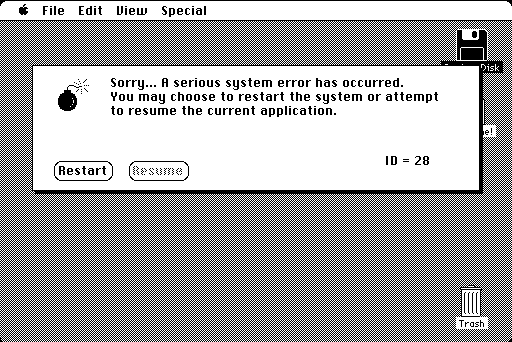 File Edit View Special
Disk
Sorry... A serious system error has occurred.
You may choose to restart the system or attempt
to resume the current application.
ID = 28
Restart Resume
Trash